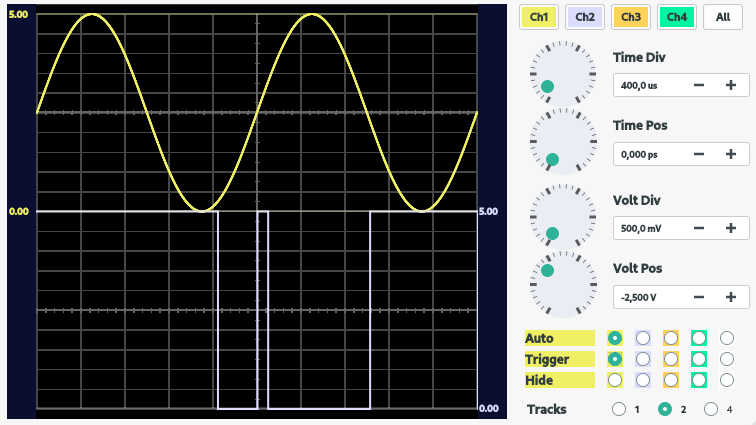 5.00
0.00
5.00
0.00
Ch1 Ch2 Ch3 Ch4 All
Time Div
400,0 us − +
Time Pos
0,000 ps − +
Volt Div
500,0 mV − +
Volt Pos
-2,500 V − +
Auto
Trigger
Hide
Tracks 1 2 4